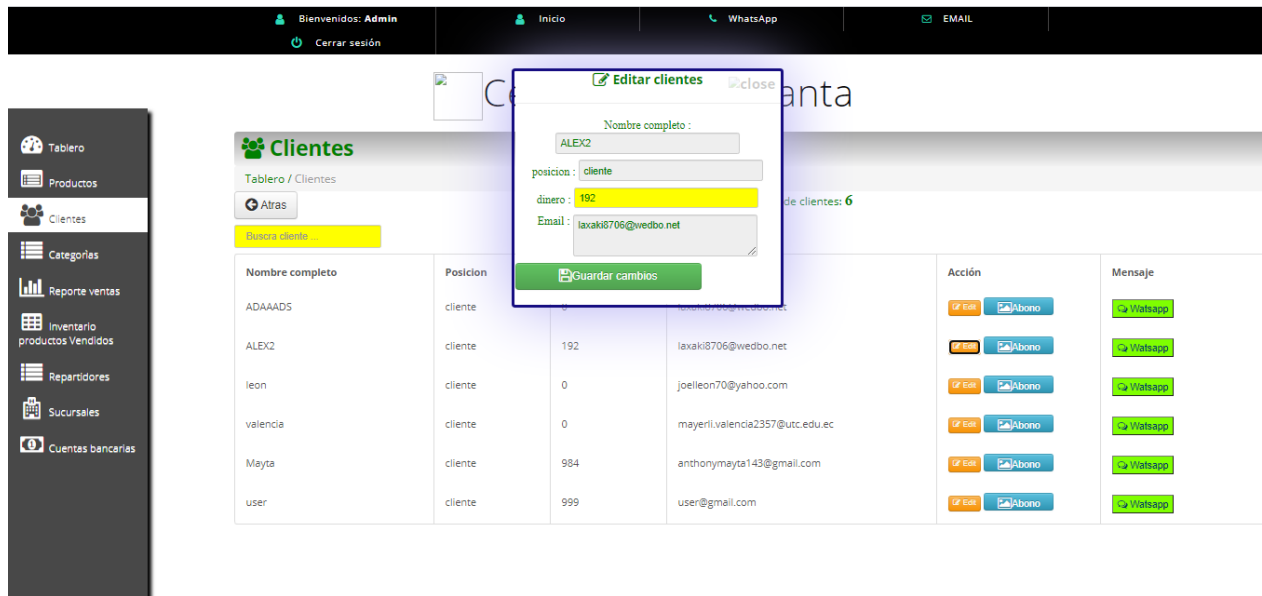 Bienvenidos: Admin
Inicio
WhatsApp
EMAIL
Cerrar sesión
anta
Editar clientes
close
Nombre completo :
ALEX2
posicion : cliente
dinero : 192
Email : laxaki8706@wedbo.net
Guardar cambios
Tablero
Productos
Clientes
Categorías
Reporte ventas
Inventario
productos Vendidos
Repartidores
Sucursales
Cuentas bancarias
Clientes
Tablero / Clientes
Atras
de clientes: 6
Buscra cliente ...
Nombre completo Posicion Acción Mensaje
ADAAADS cliente Edit Abono Watsapp
ALEX2 cliente 192 laxaki8706@wedbo.net Edit Abono Watsapp
leon cliente 0 joelleon70@yahoo.com Edit Abono Watsapp
valencia cliente 0 mayerli.valencia2357@utc.edu.ec Edit Abono Watsapp
Mayta cliente 984 anthonymayta143@gmail.com Edit Abono Watsapp
user cliente 999 user@gmail.com Edit Abono Watsapp